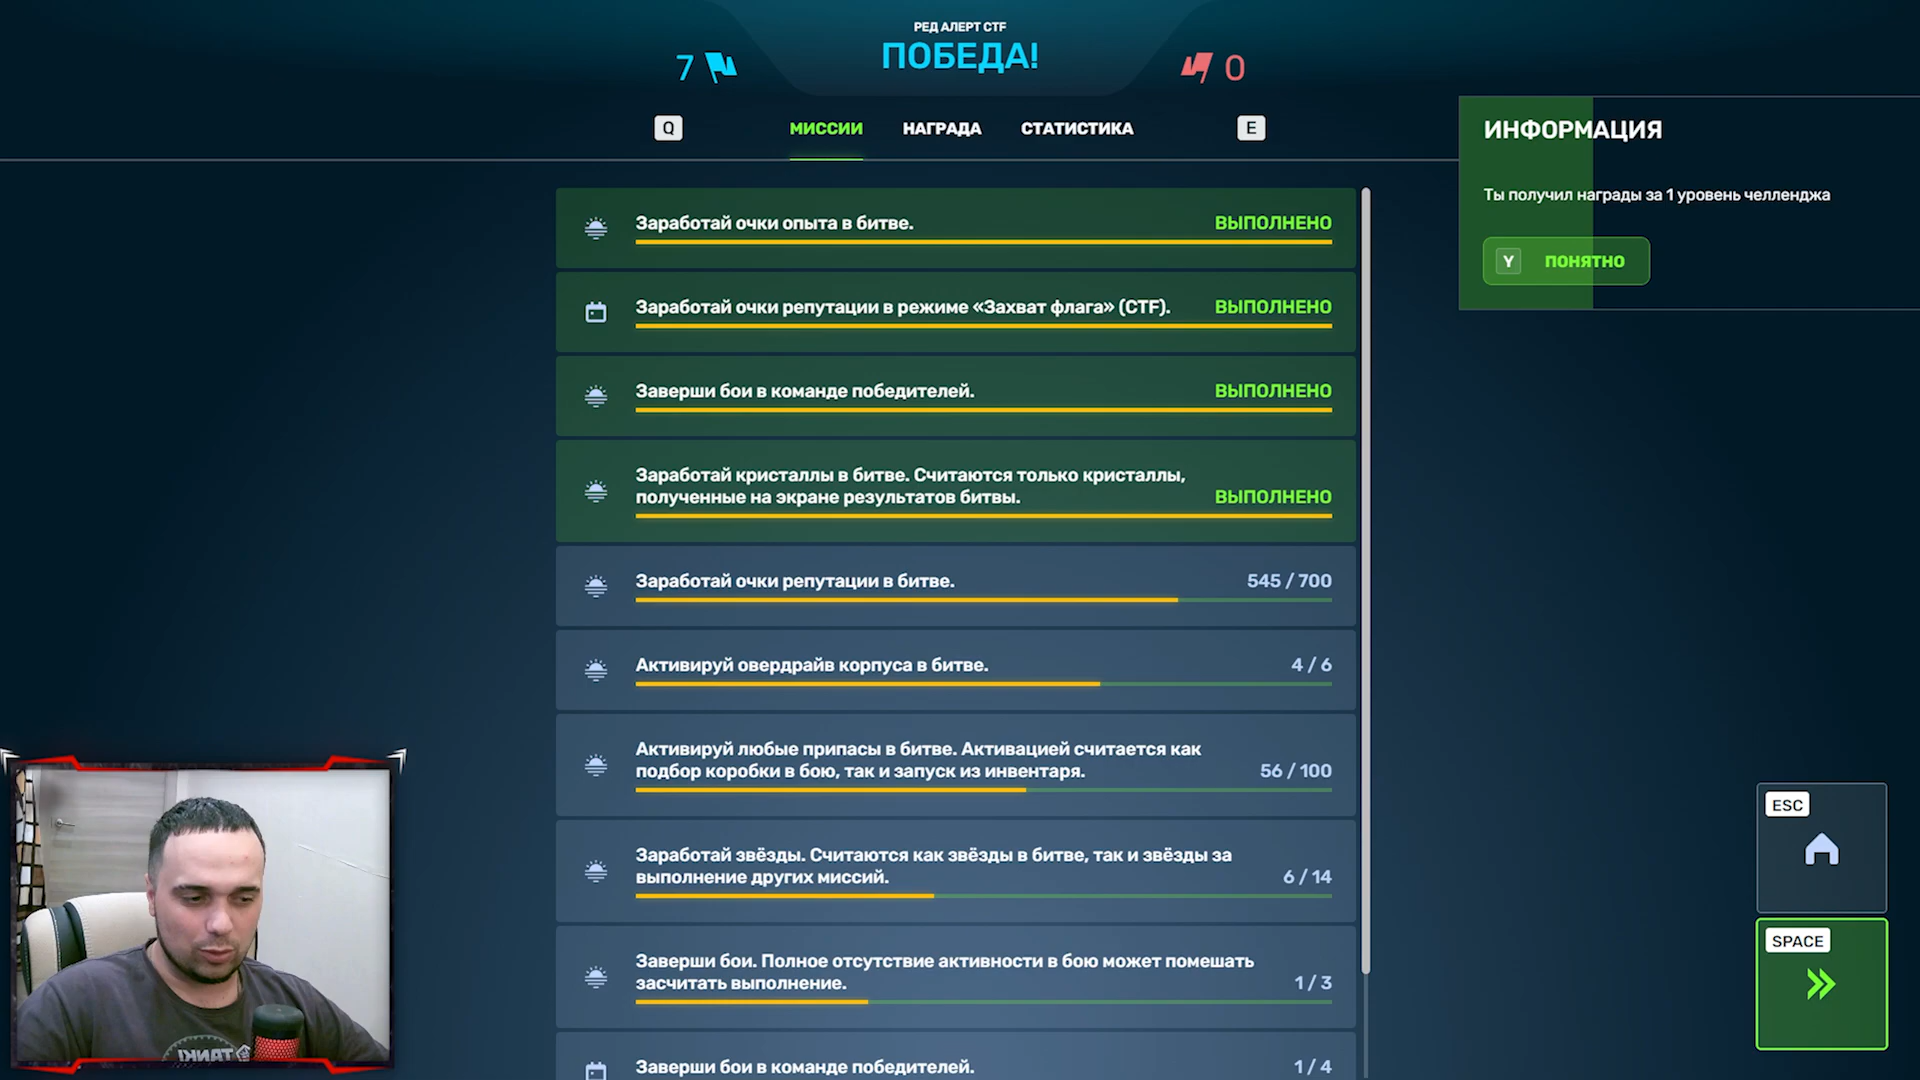 РЕД АЛЕРТ CTF
ПОБЕДА!
7
0
Q
МИССИИ
НАГРАДА
СТАТИСТИКА
E
ИНФОРМАЦИЯ
Ты получил награды за 1 уровень челленджа
Y ПОНЯТНО
Заработай очки опыта в битве. ВЫПОЛНЕНО
Заработай очки репутации в режиме «Захват флага» (CTF). ВЫПОЛНЕНО
Заверши бои в команде победителей. ВЫПОЛНЕНО
Заработай кристаллы в битве. Считаются только кристаллы,
полученные на экране результатов битвы. ВЫПОЛНЕНО
Заработай очки репутации в битве. 545 / 700
Активируй овердрайв корпуса в битве. 4 / 6
Активируй любые припасы в битве. Активацией считается как
подбор коробки в бою, так и запуск из инвентаря. 56 / 100
Заработай звёзды. Считаются как звёзды в битве, так и звёзды за
выполнение других миссий. 6 / 14
Заверши бои. Полное отсутствие активности в бою может помешать
засчитать выполнение. 1 / 3
Заверши бои в команде победителей. 1 / 4
ESC
SPACE
ТАНКИ